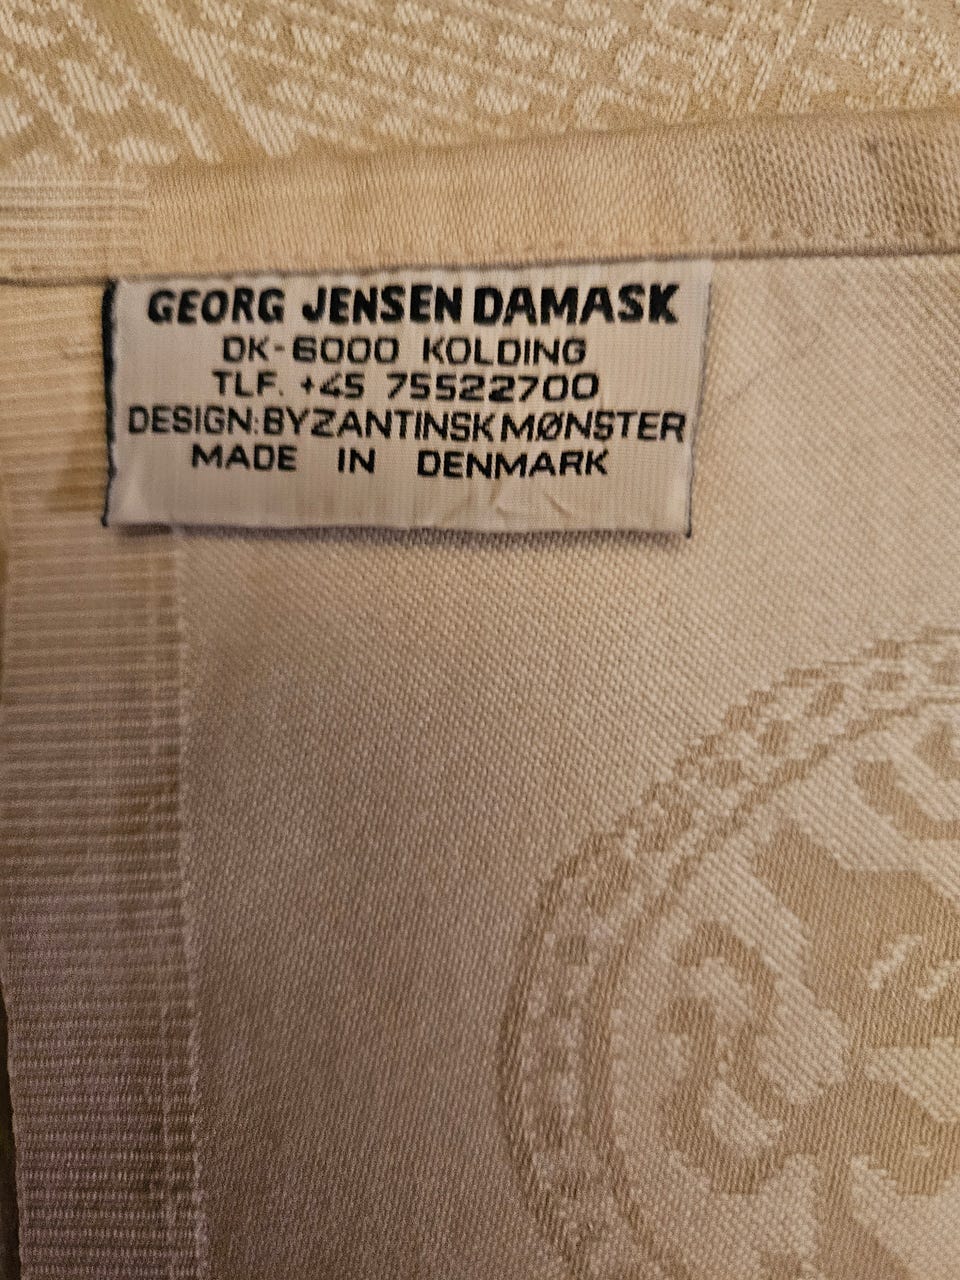 GEORG JENSEN DAMASK
DK-6000 KOLDING
TLF. +45 75522700
DESIGN:BYZANTINSK MØNSTER
MADE IN DENMARK